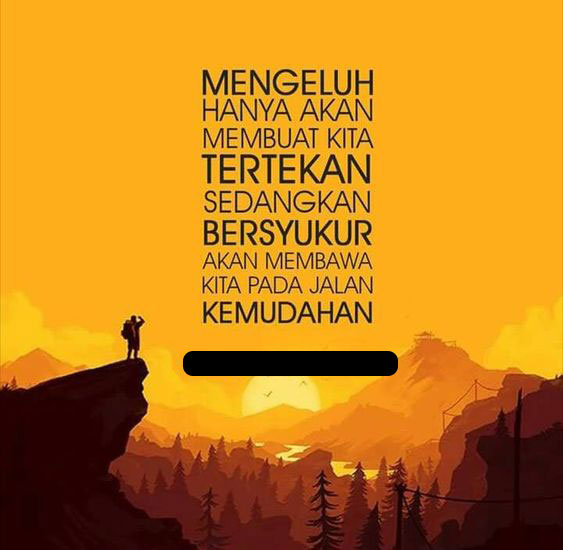 MENGELUH
HANYA AKAN
MEMBUAT KITA
TERTEKAN
SEDANGKAN
BERSYUKUR
AKAN MEMBAWA
KITA PADA JALAN
KEMUDAHAN